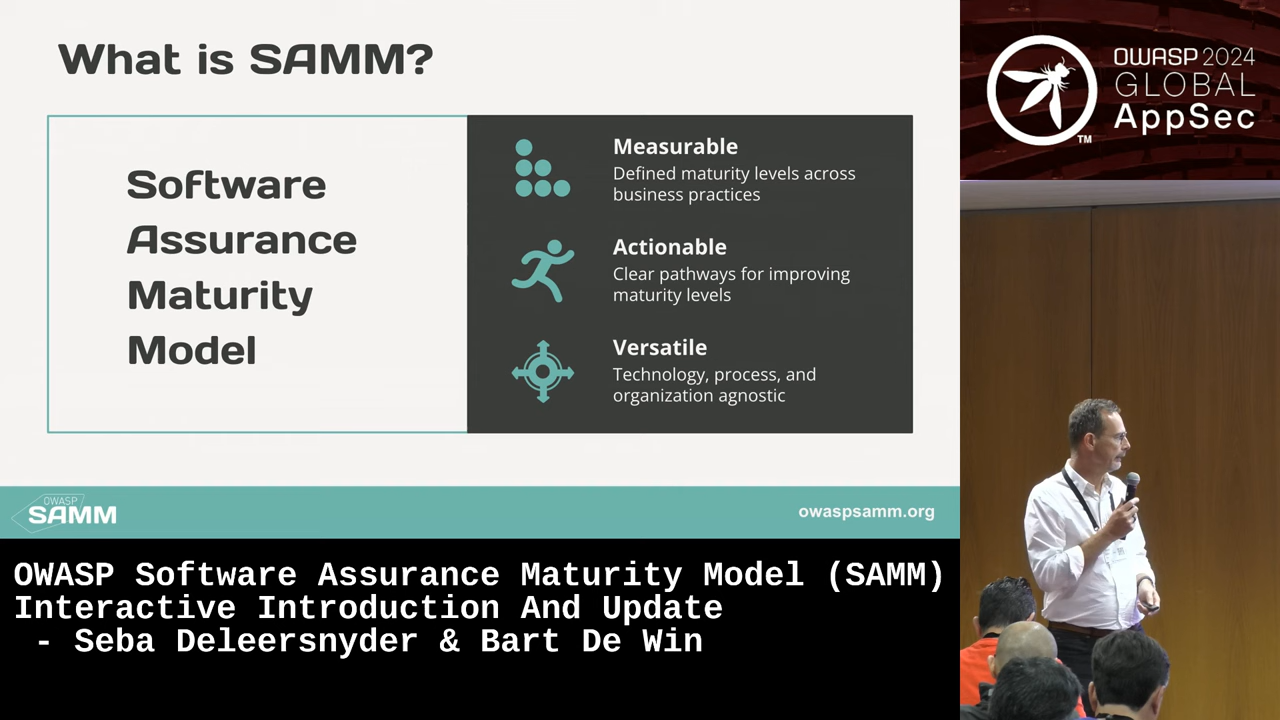 What is SAMM?
Software
Assurance
Maturity
Model
Measurable
Defined maturity levels across
business practices
Actionable
Clear pathways for improving
maturity levels
Versatile
Technology, process, and
organization agnostic
OWASP
SAMM
owaspsamm.org
OWASP 2024
GLOBAL
AppSec
TM
OWASP Software Assurance Maturity Model (SAMM)
Interactive Introduction And Update
- Seba Deleersnyder & Bart De Win